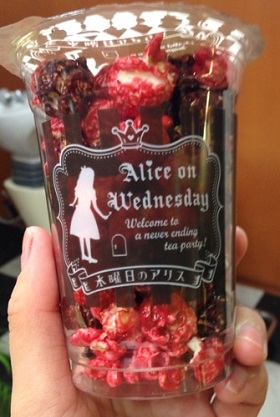 Alice on
Wednesday
Welcome to
a never ending
tea party!
水曜日のアリス